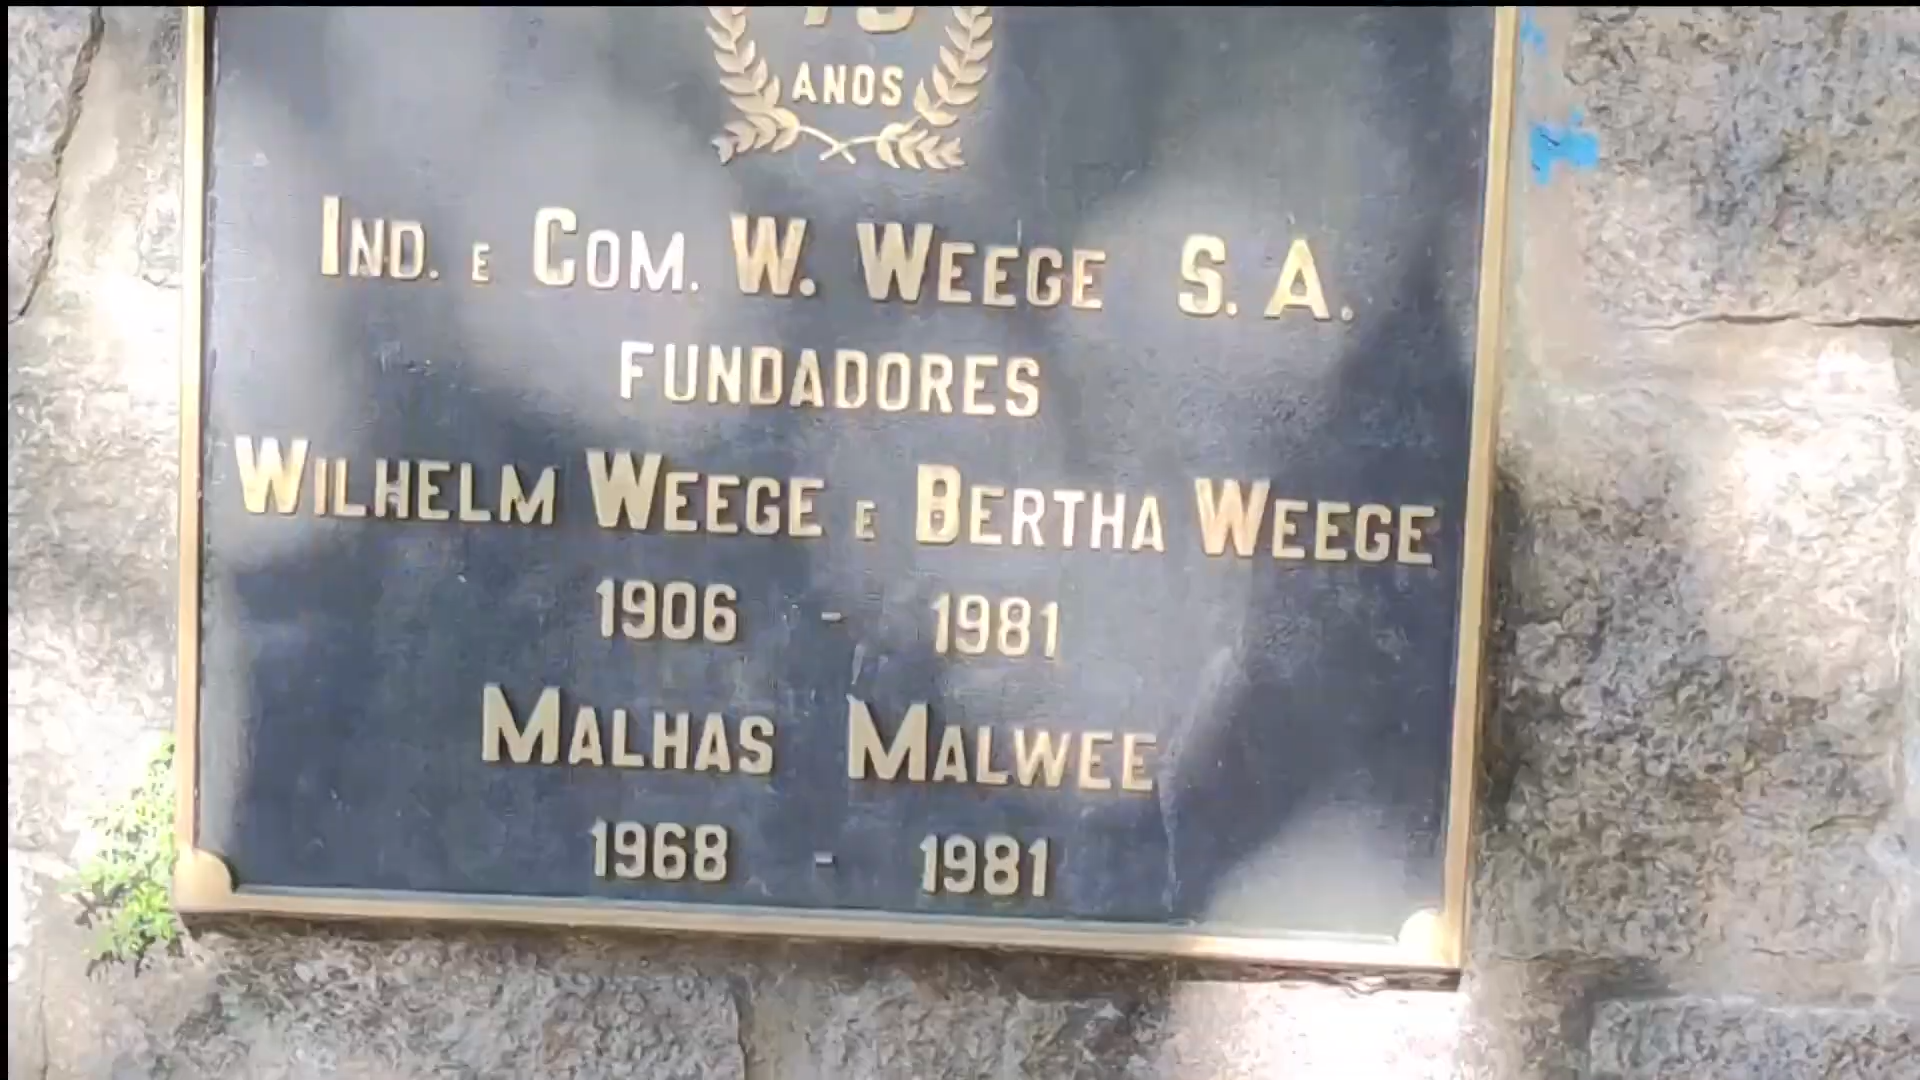 ANOS
IND. E COM. W. WEEGE S. A.
FUNDADORES
WILHELM WEEGE E BERTHA WEEGE
1906 - 1981
MALHAS MALWEE
1968 - 1981